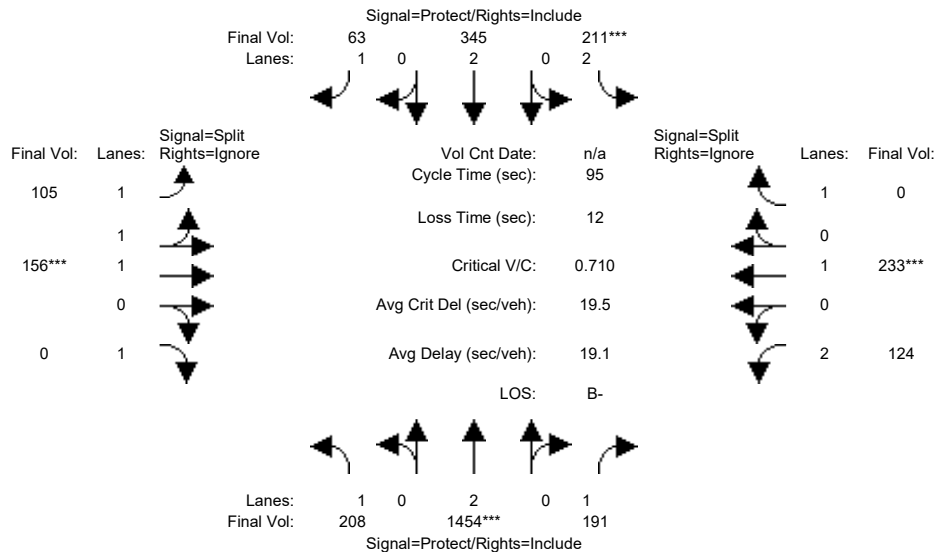 Signal=Protect/Rights=Include
Final Vol: 63 345 211***
Lanes: 1 0 2 0 2
Signal=Split
Final Vol: Lanes: Rights=Ignore
Vol Cnt Date: n/a
Signal=Split
Rights=Ignore Lanes: Final Vol:
Cycle Time (sec): 95
105 1
1 0
Loss Time (sec): 12
1
0
156*** 1
Critical V/C: 0.710
1 233***
0
Avg Crit Del (sec/veh): 19.5
0
0 1
Avg Delay (sec/veh): 19.1
2 124
LOS: B-
Lanes: 1 0 2 0 1
Final Vol: 208 1454*** 191
Signal=Protect/Rights=Include